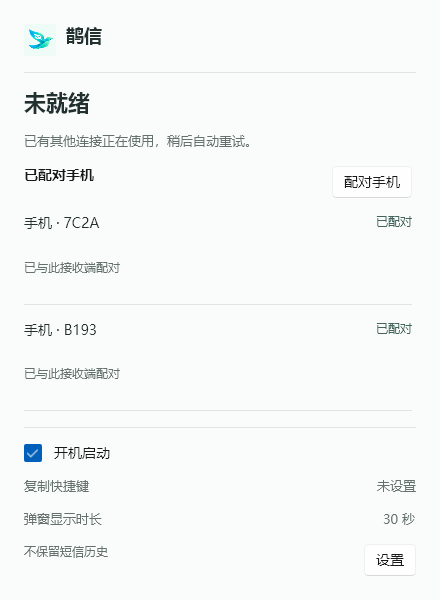 鹊信
未就绪
已有其他连接正在使用，稍后自动重试。
已配对手机
配对手机
手机 · 7C2A
已配对
已与此接收端配对
手机 · B193
已配对
已与此接收端配对
开机启动
复制快捷键
未设置
弹窗显示时长
30 秒
不保留短信历史
设置